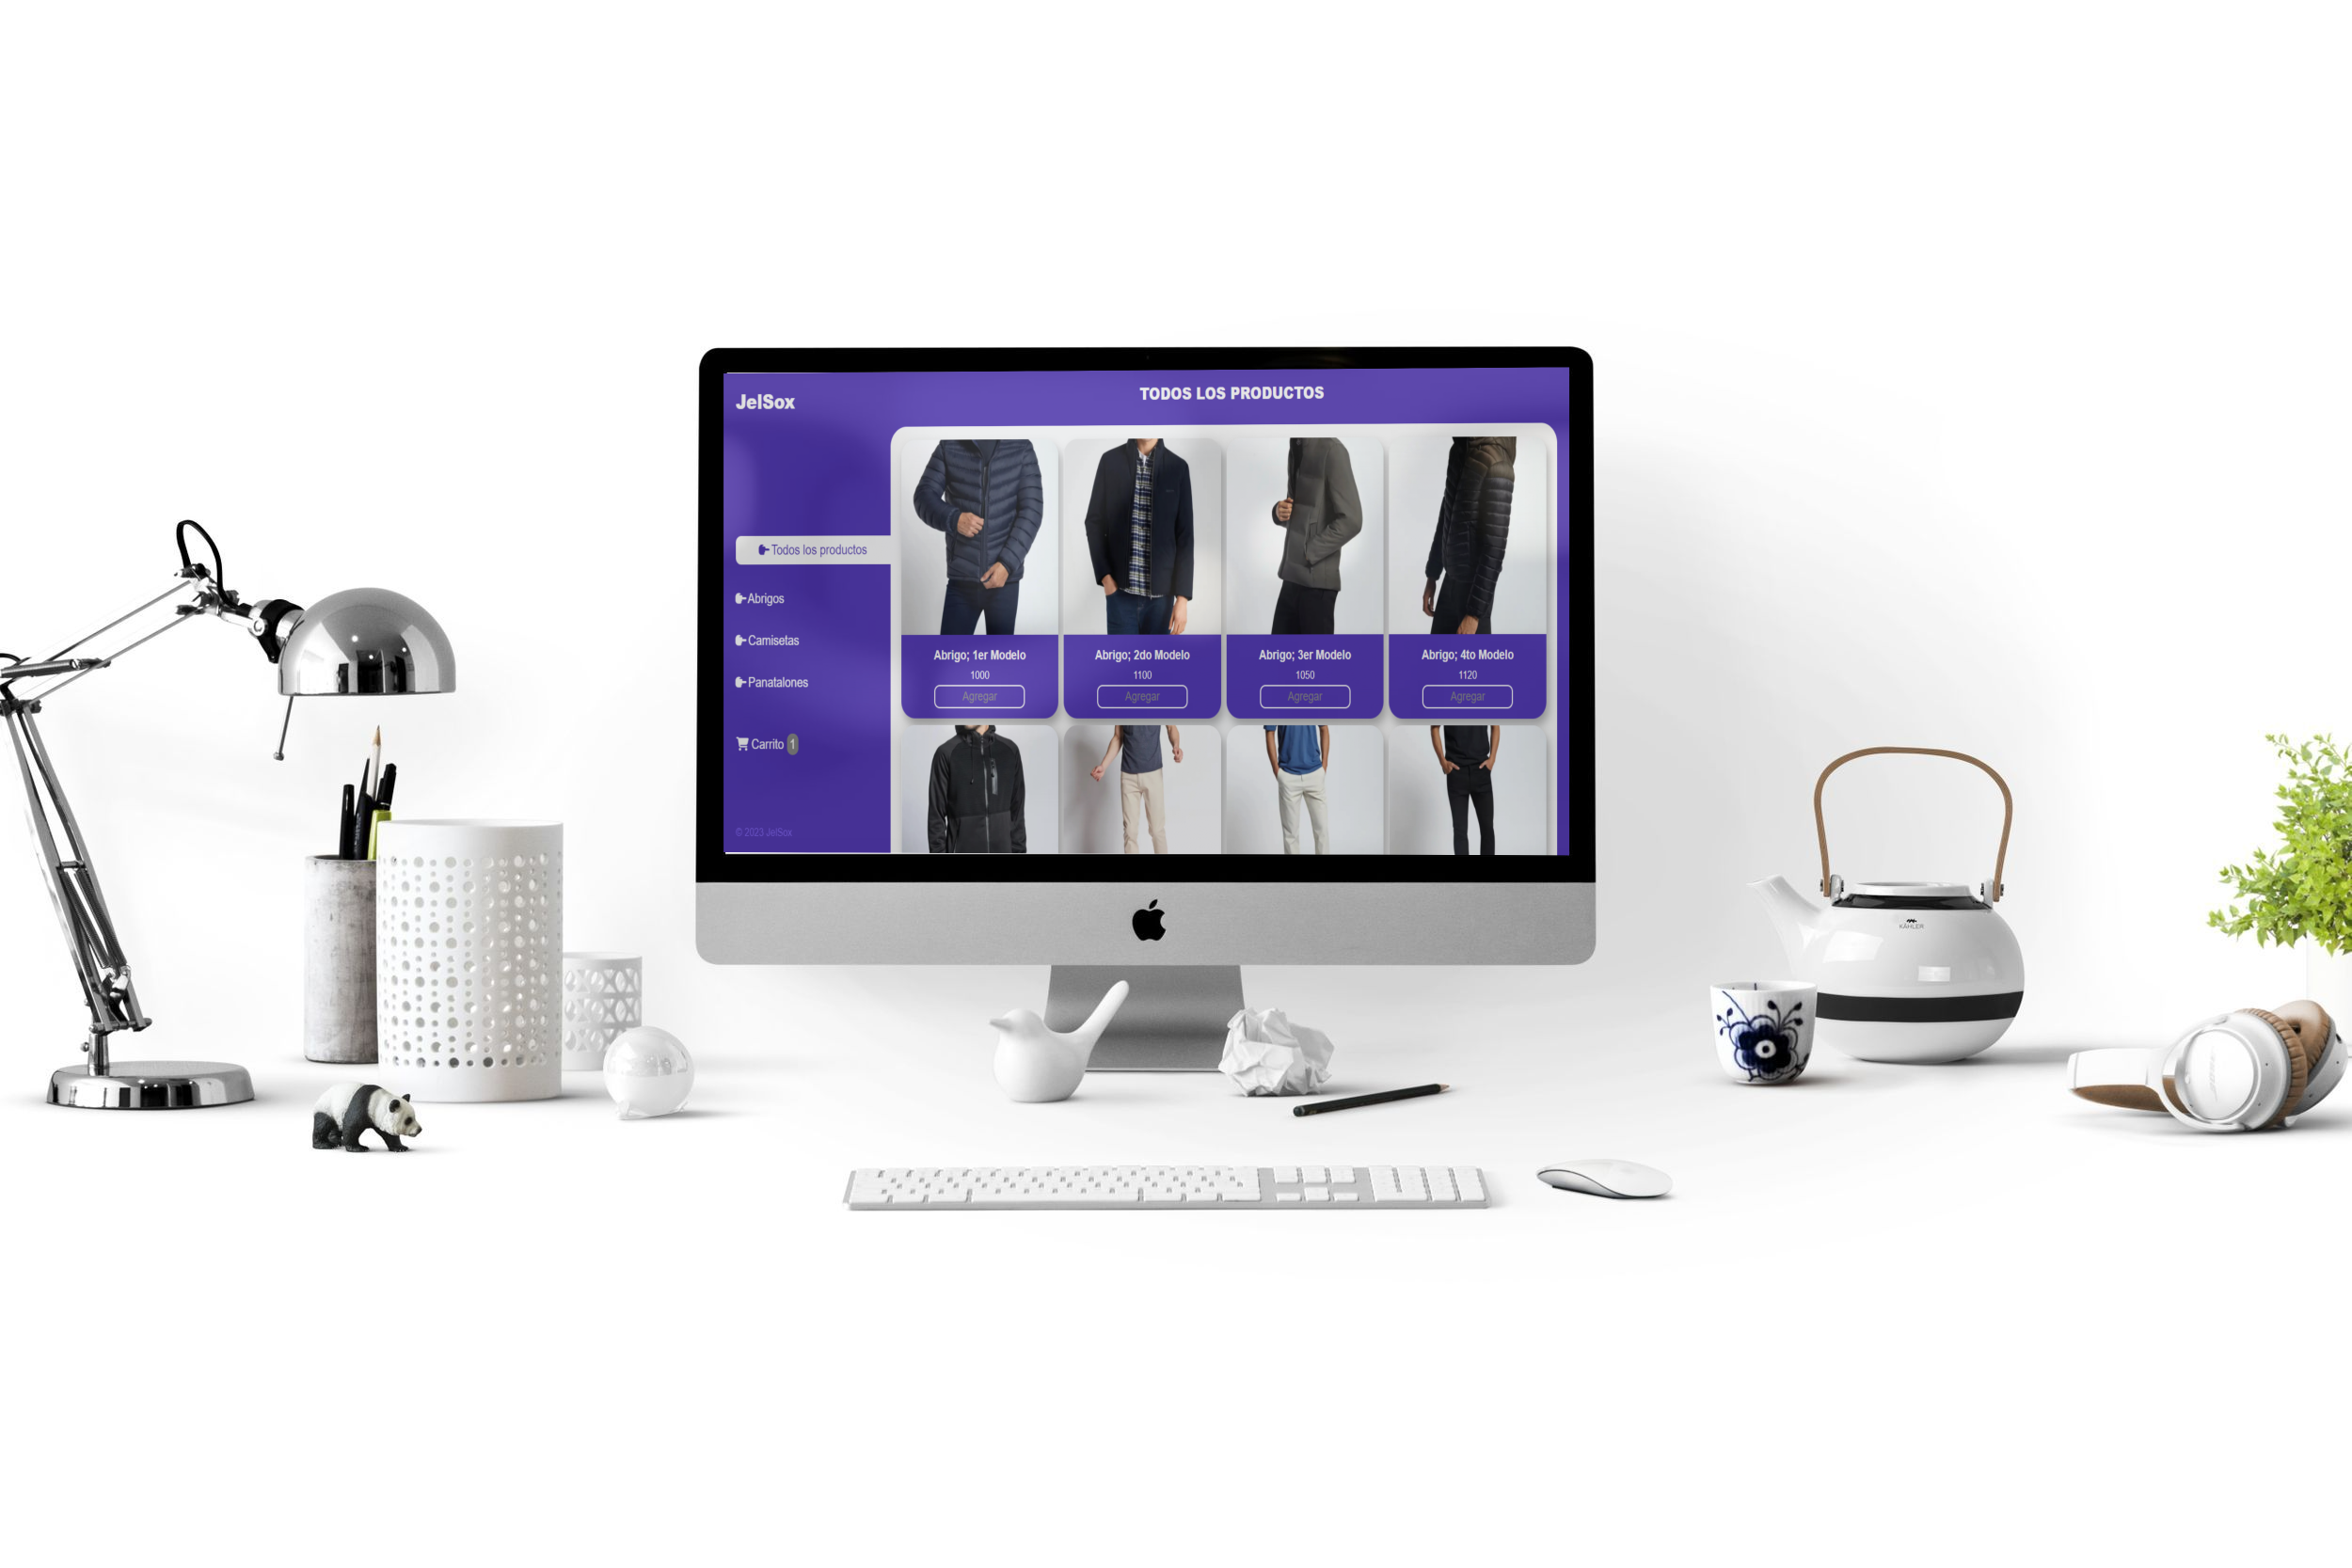 JelSox
TODOS LOS PRODUCTOS
Todos los productos
Abrigos
Camisetas
Panatalones
Carrito 1
© 2023 JelSox
Abrigo; 1er Modelo
1000
Agregar
Abrigo; 2do Modelo
1100
Agregar
Abrigo; 3er Modelo
1050
Agregar
Abrigo; 4to Modelo
1120
Agregar
KÄHLER